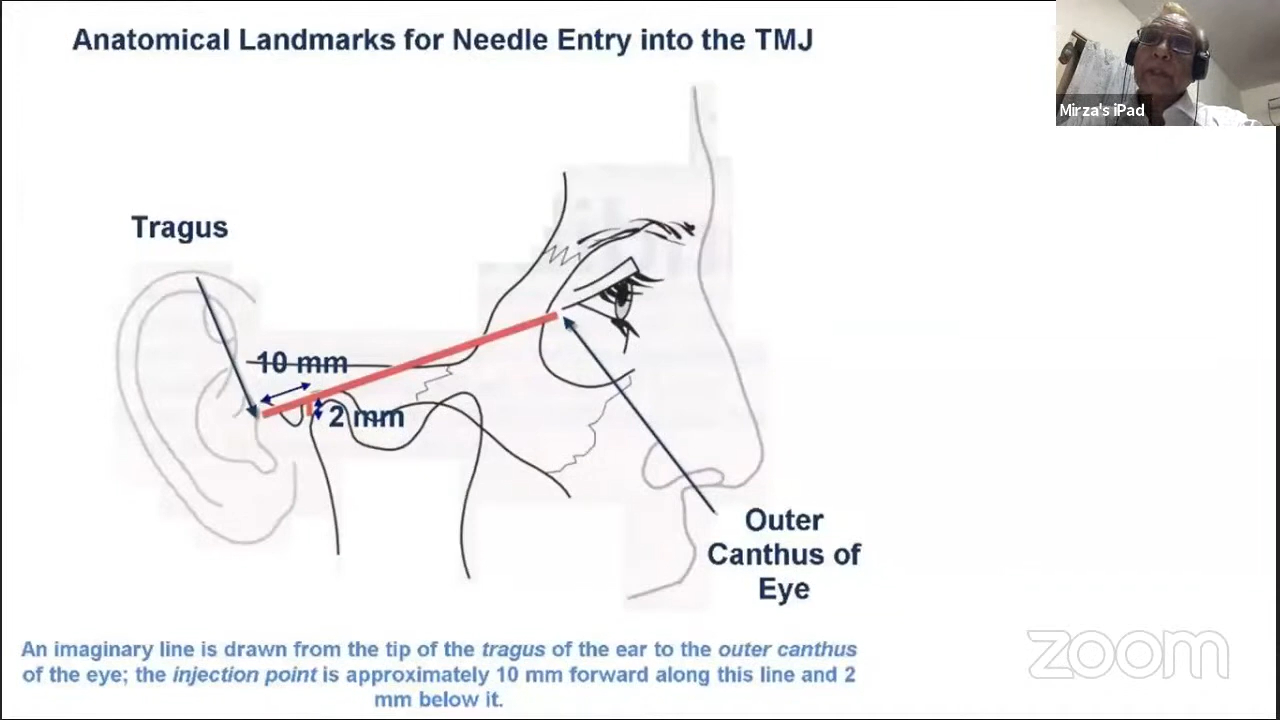 Anatomical Landmarks for Needle Entry into the TMJ
Mirza's iPad
Tragus
10 mm
2 mm
Outer
Canthus of
Eye
An imaginary line is drawn from the tip of the tragus of the ear to the outer canthus
of the eye; the injection point is approximately 10 mm forward along this line and 2
mm below it.
zoom